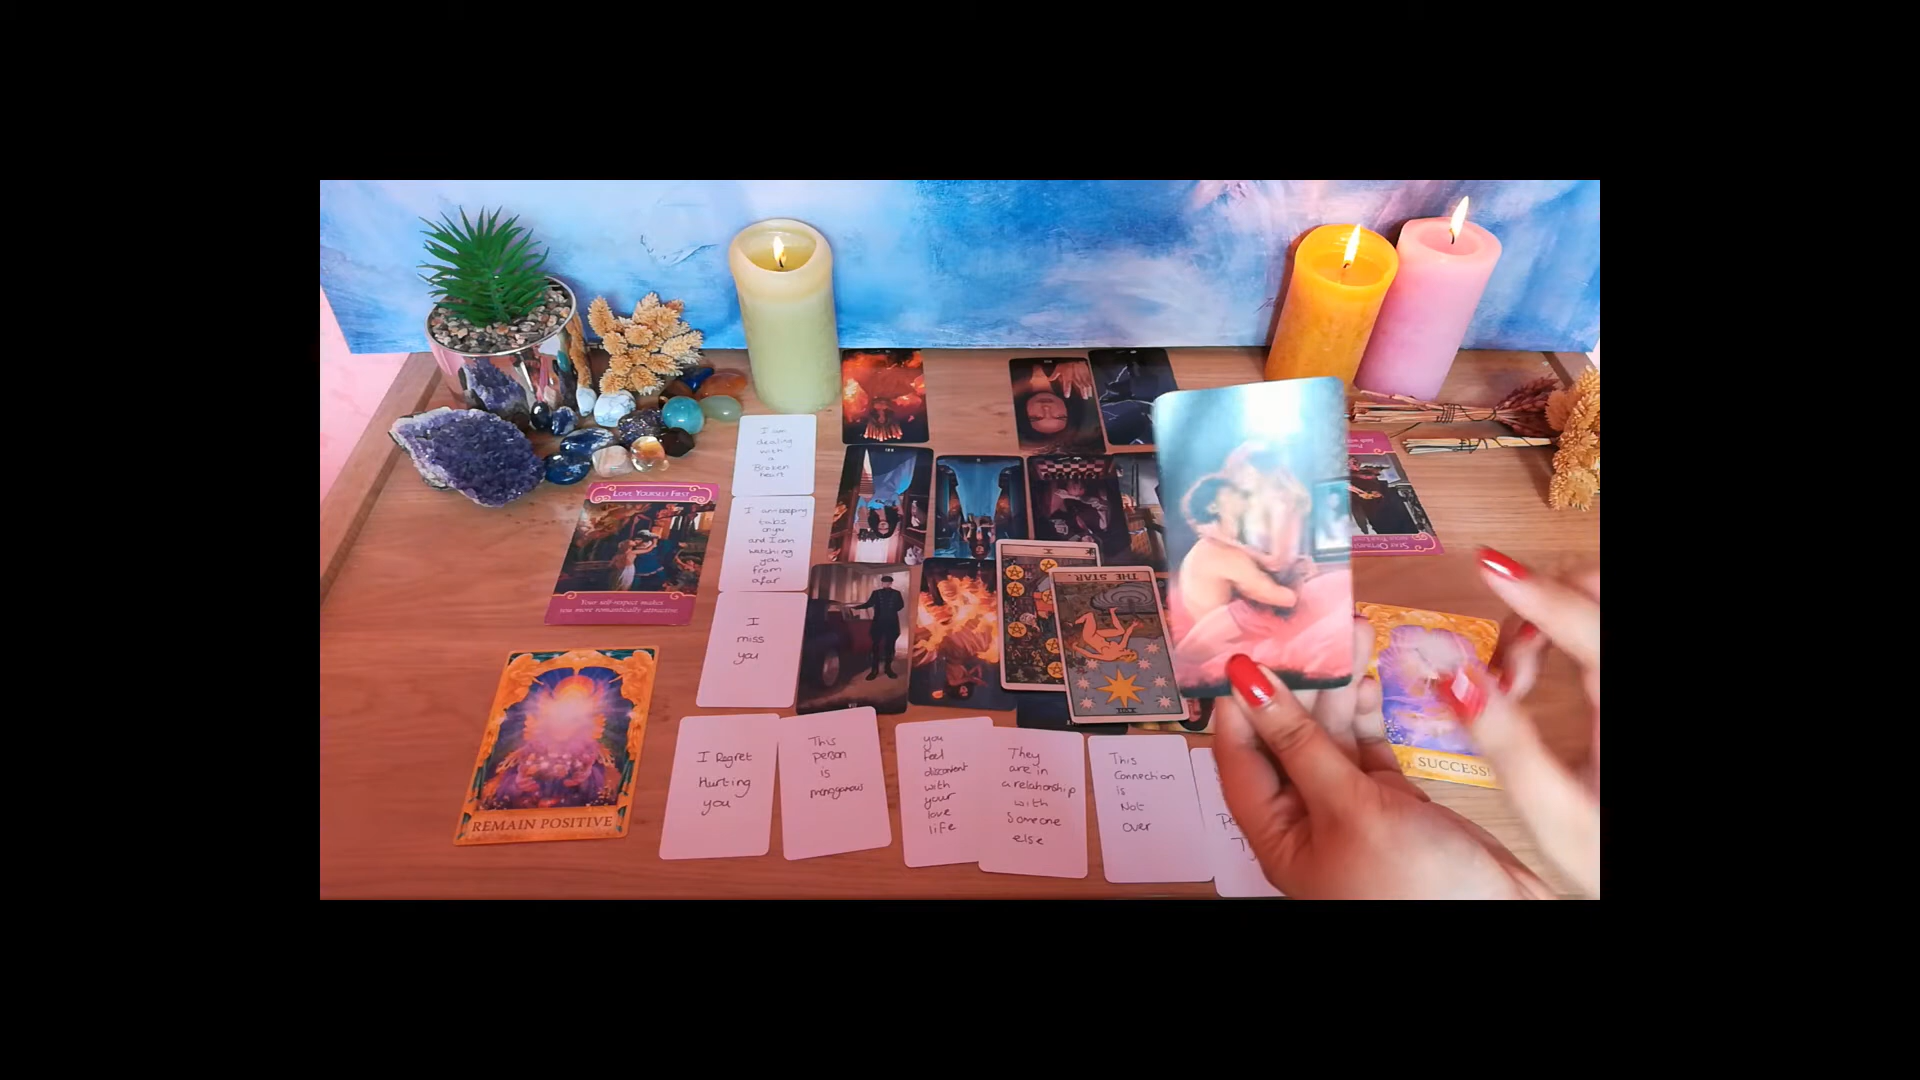 I am
dealing
with
a
Broken
heart
I am keeping
tabs
on you
and I am
watching
you
from
afar
LOVE YOURSELF FIRST
Your self-respect makes
you more romantically attractive.
I
miss
you
THE STAR.
REMAIN POSITIVE
SUCCESS
I Regret
Hurting
you
This
person
is
monogamous
you
feel
discontent
with
your
love
life
They
are in
a relationship
with
Someone
else
This
Connection
is
Not
over